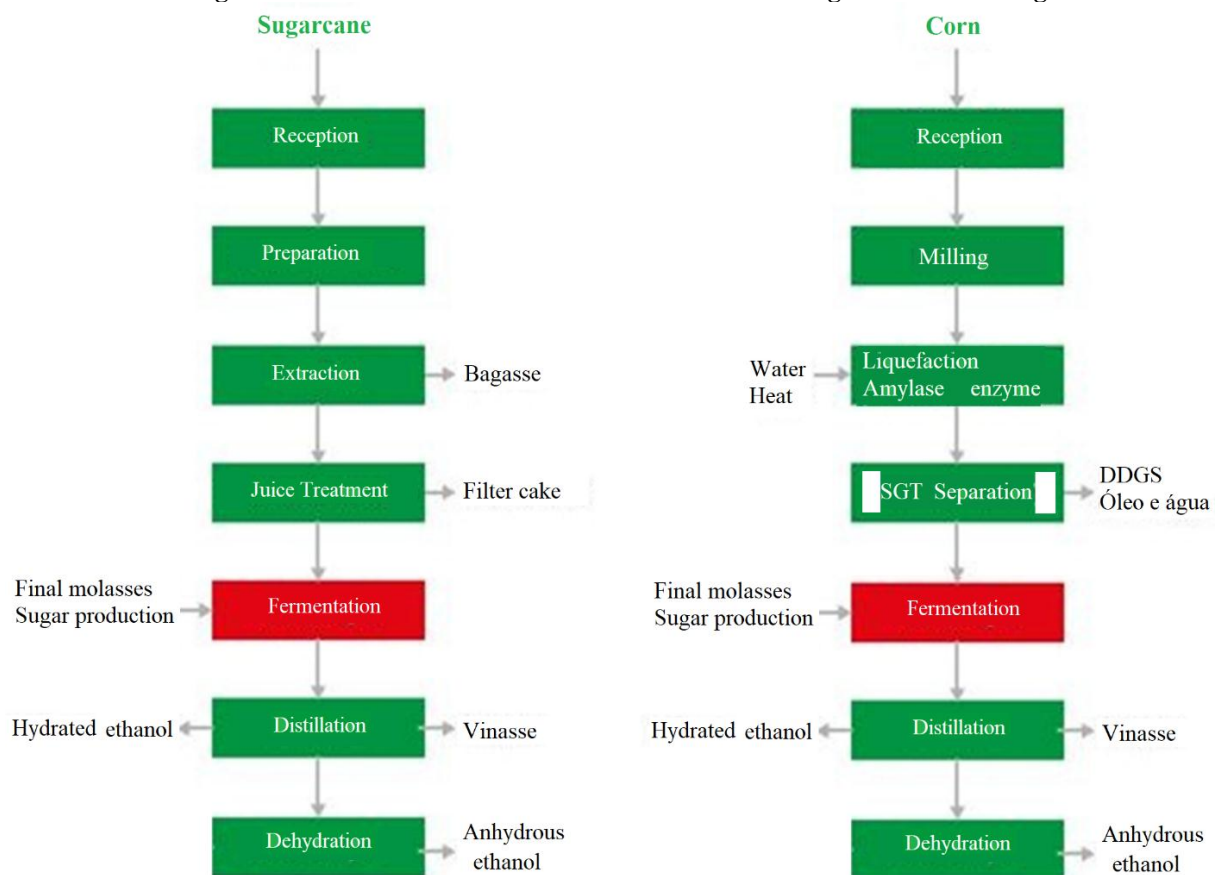 Sugarcane
Reception
Preparation
Extraction
Bagasse
Juice Treatment
Filter cake
Final molasses
Sugar production
Fermentation
Hydrated ethanol
Distillation
Vinasse
Dehydration
Anhydrous
ethanol
Corn
Reception
Milling
Water
Heat
Liquefaction
Amylase enzyme
SGT Separation
DDGS
Óleo e água
Final molasses
Sugar production
Fermentation
Hydrated ethanol
Distillation
Vinasse
Dehydration
Anhydrous
ethanol